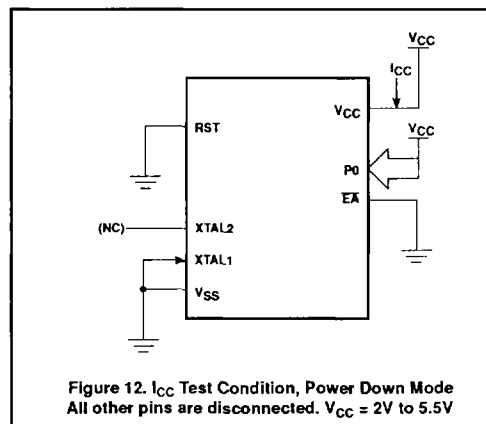 VCC
ICC
VCC
RST
VCC
P0
EA
(NC)
XTAL2
XTAL1
VSS
Figure 12. ICC Test Condition, Power Down Mode
All other pins are disconnected. VCC = 2V to 5.5V